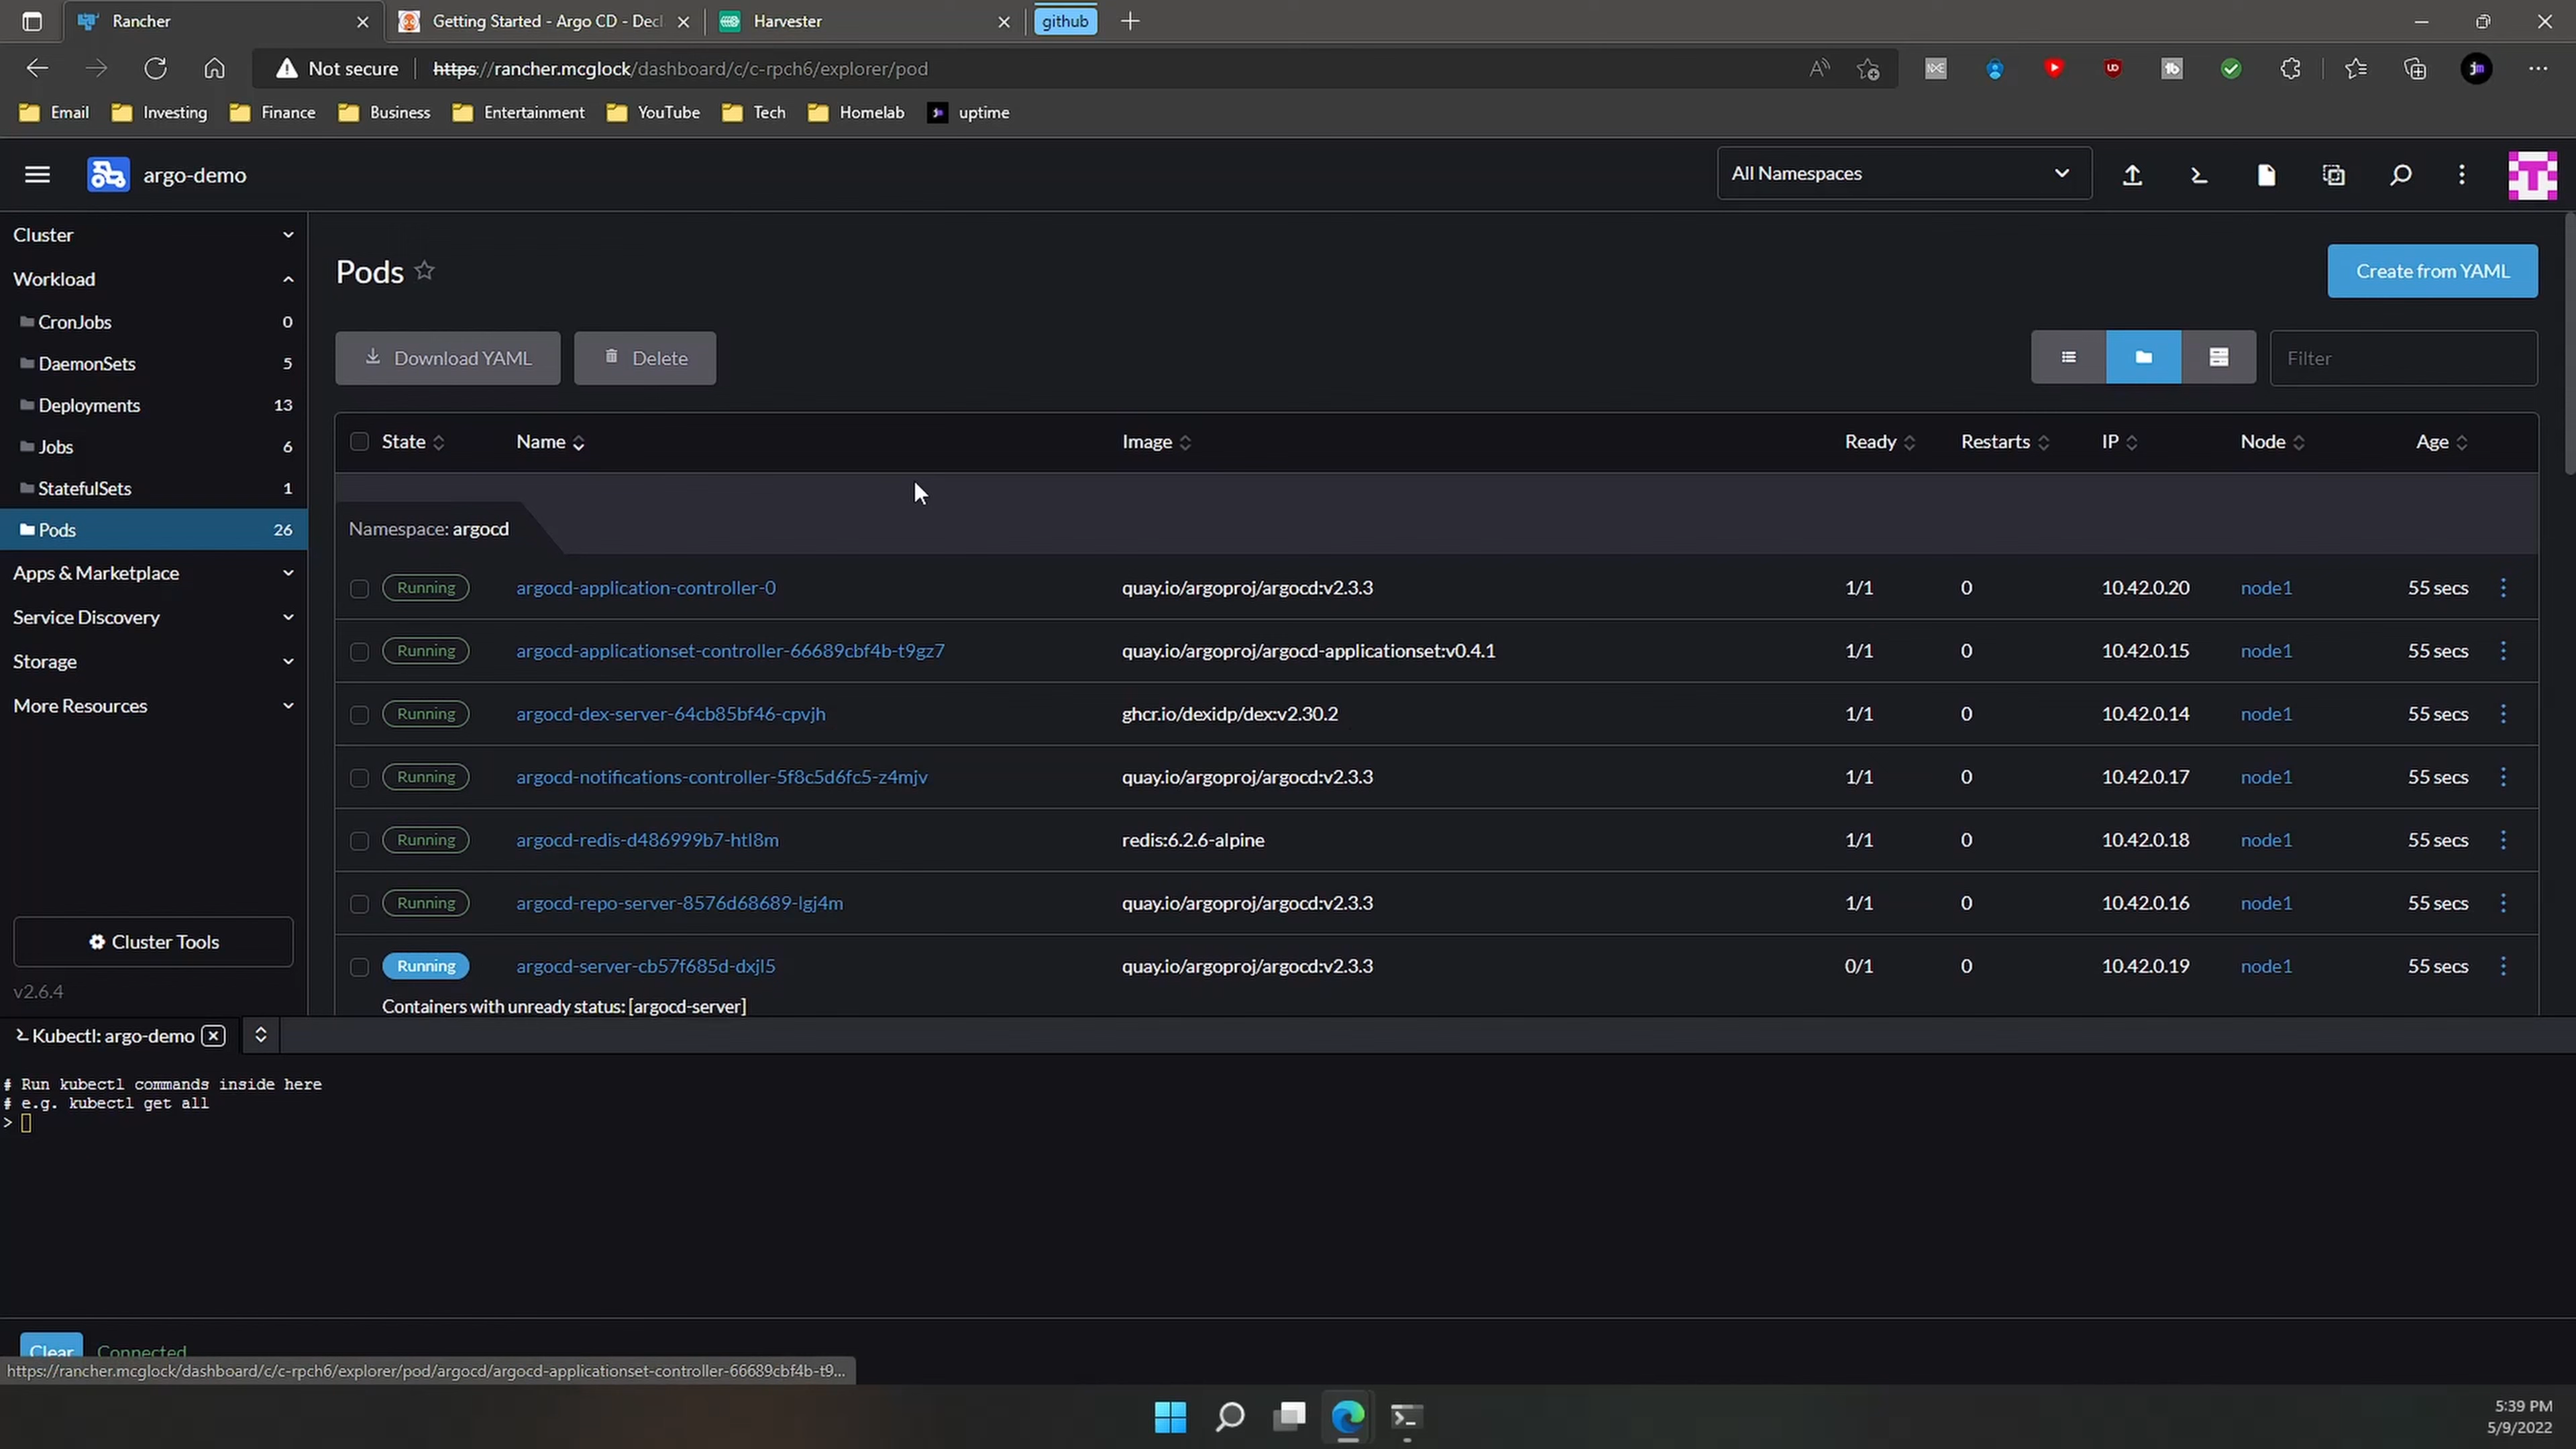 Rancher
Getting Started - Argo CD - Decl
Harvester
github
Not secure
https://rancher.mcglock/dashboard/c/c-rpch6/explorer/pod
Email
Investing
Finance
Business
Entertainment
YouTube
Tech
Homelab
uptime
argo-demo
All Namespaces
Cluster
Workload
CronJobs 0
DaemonSets 5
Deployments 13
Jobs 6
StatefulSets 1
Pods 26
Apps & Marketplace
Service Discovery
Storage
More Resources
Cluster Tools
v2.6.4
Pods
Create from YAML
Download YAML
Delete
Filter
State Name Image Ready Restarts IP Node Age
Namespace: argocd
Running argocd-application-controller-0 quay.io/argoproj/argocd:v2.3.3 1/1 0 10.42.0.20 node1 55 secs
Running argocd-applicationset-controller-66689cbf4b-t9gz7 quay.io/argoproj/argocd-applicationset:v0.4.1 1/1 0 10.42.0.15 node1 55 secs
Running argocd-dex-server-64cb85bf46-cpvjh ghcr.io/dexidp/dex:v2.30.2 1/1 0 10.42.0.14 node1 55 secs
Running argocd-notifications-controller-5f8c5d6fc5-z4mjv quay.io/argoproj/argocd:v2.3.3 1/1 0 10.42.0.17 node1 55 secs
Running argocd-redis-d486999b7-htl8m redis:6.2.6-alpine 1/1 0 10.42.0.18 node1 55 secs
Running argocd-repo-server-8576d68689-lgj4m quay.io/argoproj/argocd:v2.3.3 1/1 0 10.42.0.16 node1 55 secs
Running argocd-server-cb57f685d-dxjl5 quay.io/argoproj/argocd:v2.3.3 0/1 0 10.42.0.19 node1 55 secs
Containers with unready status: [argocd-server]
Kubectl: argo-demo
# Run kubectl commands inside here
# e.g. kubectl get all
>
Clear
Connected
https://rancher.mcglock/dashboard/c/c-rpch6/explorer/pod/argocd/argocd-applicationset-controller-66689cbf4b-t9...
5:39 PM
5/9/2022